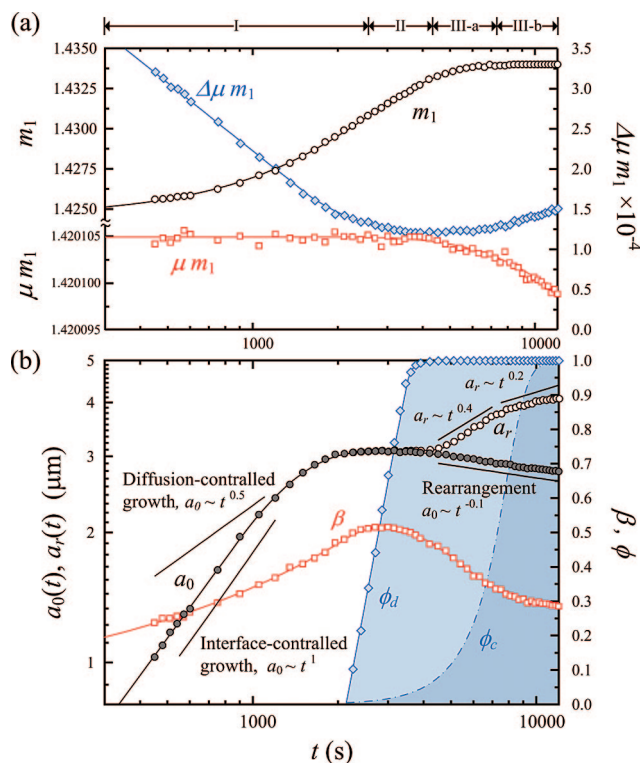 (a)
I II III-a III-b
1.4350
1.4330
1.4275
1.4250
1.420105
1.420100
1.420095
m₁
μ m₁
Δμ m₁
m₁
μ m₁
3.5
3.0
2.5
2.0
1.5
1.0
0.5
0.0
Δμ m₁ × 10⁻⁴
1000 10000
(b)
5
4
3
2
1
a₀(t), aᵣ(t) (μm)
aᵣ ~ t^0.2
aᵣ ~ t^0.4
aᵣ
Diffusion-contralled
growth, a₀ ~ t^0.5
Rearrangement
a₀ ~ t^-0.1
β
a₀
ϕ_d
ϕ_c
Interface-contralled
growth, a₀ ~ t^1
1.0
0.9
0.8
0.7
0.6
0.5
0.4
0.3
0.2
0.1
0.0
β, ϕ
1000 10000
t (s)